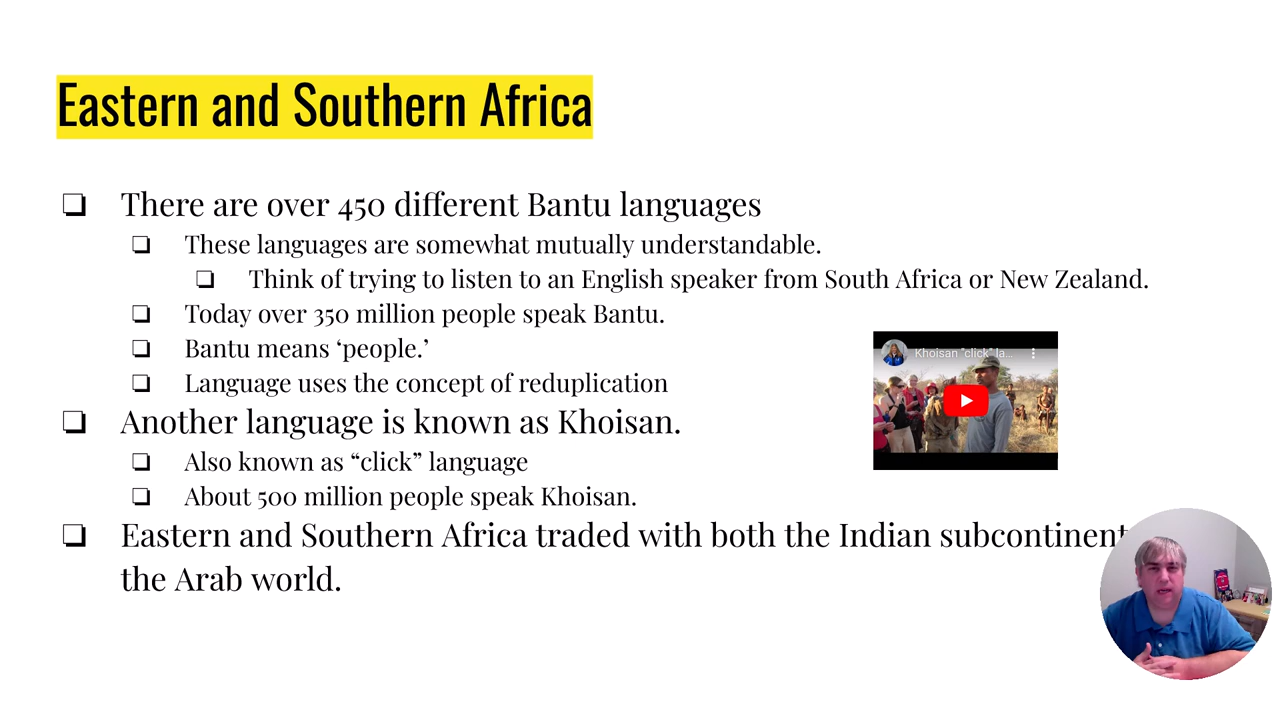 Eastern and Southern Africa
❏ There are over 450 different Bantu languages
❏ These languages are somewhat mutually understandable.
❏ Think of trying to listen to an English speaker from South Africa or New Zealand.
❏ Today over 350 million people speak Bantu.
❏ Bantu means ‘people.’
❏ Language uses the concept of reduplication
Khoisan "click" la...
❏ Another language is known as Khoisan.
❏ Also known as “click” language
❏ About 500 million people speak Khoisan.
❏ Eastern and Southern Africa traded with both the Indian subcontinent
the Arab world.